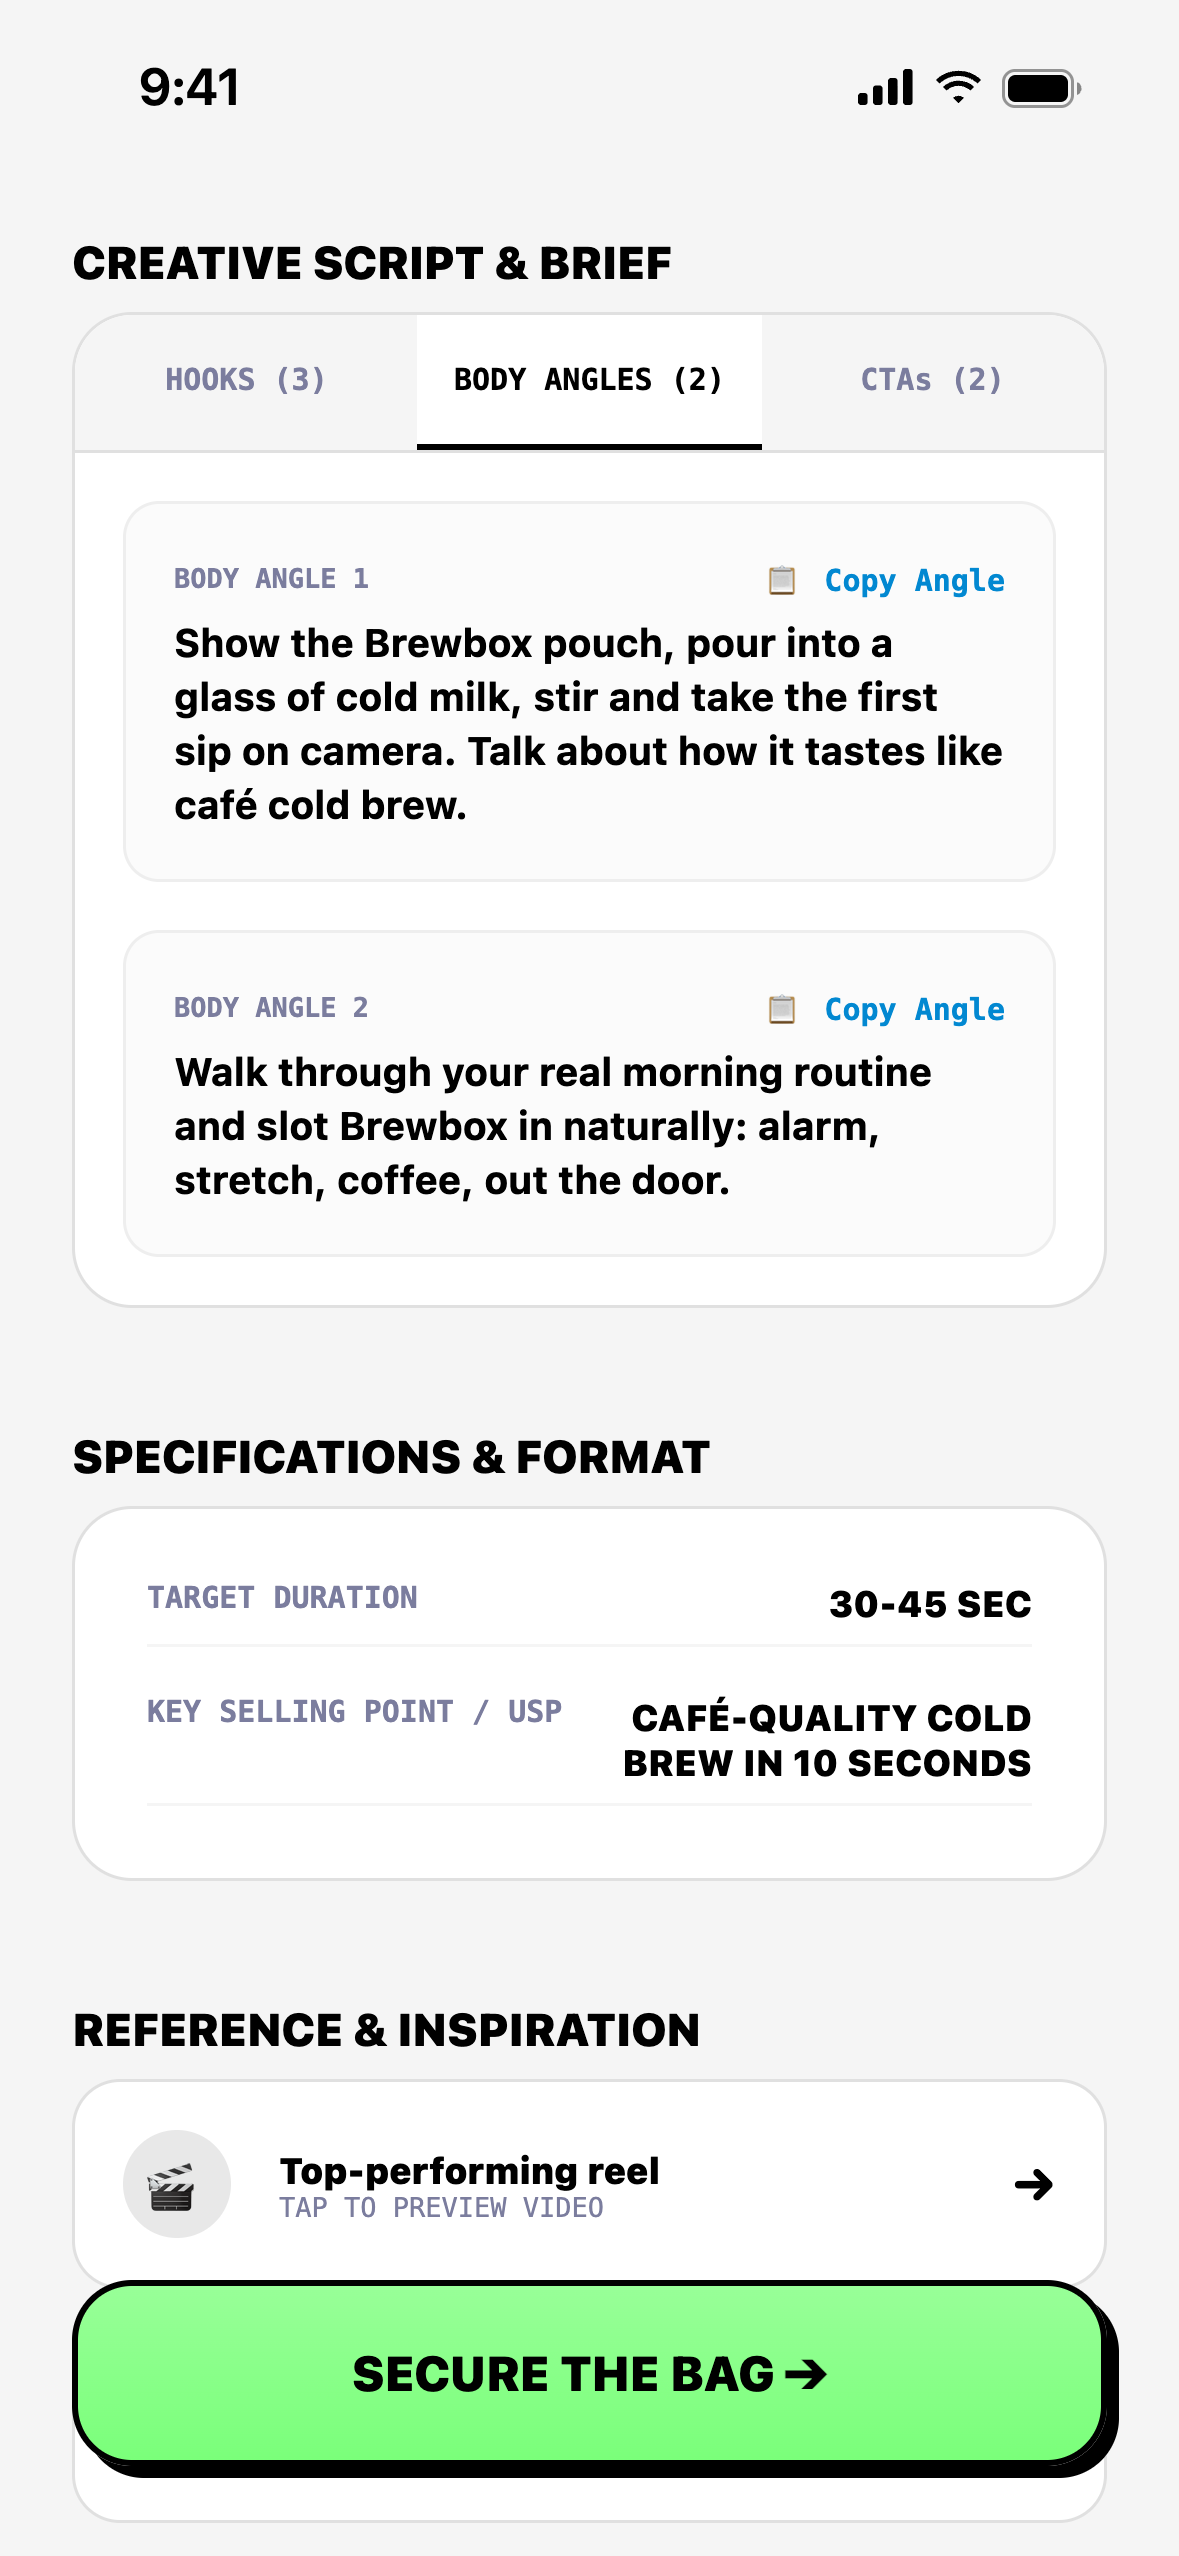 9:41
CREATIVE SCRIPT & BRIEF
HOOKS (3)
BODY ANGLES (2)
CTAs (2)
BODY ANGLE 1
Copy Angle
Show the Brewbox pouch, pour into a
glass of cold milk, stir and take the first
sip on camera. Talk about how it tastes like
café cold brew.
BODY ANGLE 2
Copy Angle
Walk through your real morning routine
and slot Brewbox in naturally: alarm,
stretch, coffee, out the door.
SPECIFICATIONS & FORMAT
TARGET DURATION
30-45 SEC
KEY SELLING POINT / USP
CAFÉ-QUALITY COLD
BREW IN 10 SECONDS
REFERENCE & INSPIRATION
Top-performing reel
TAP TO PREVIEW VIDEO
➔
SECURE THE BAG ➔